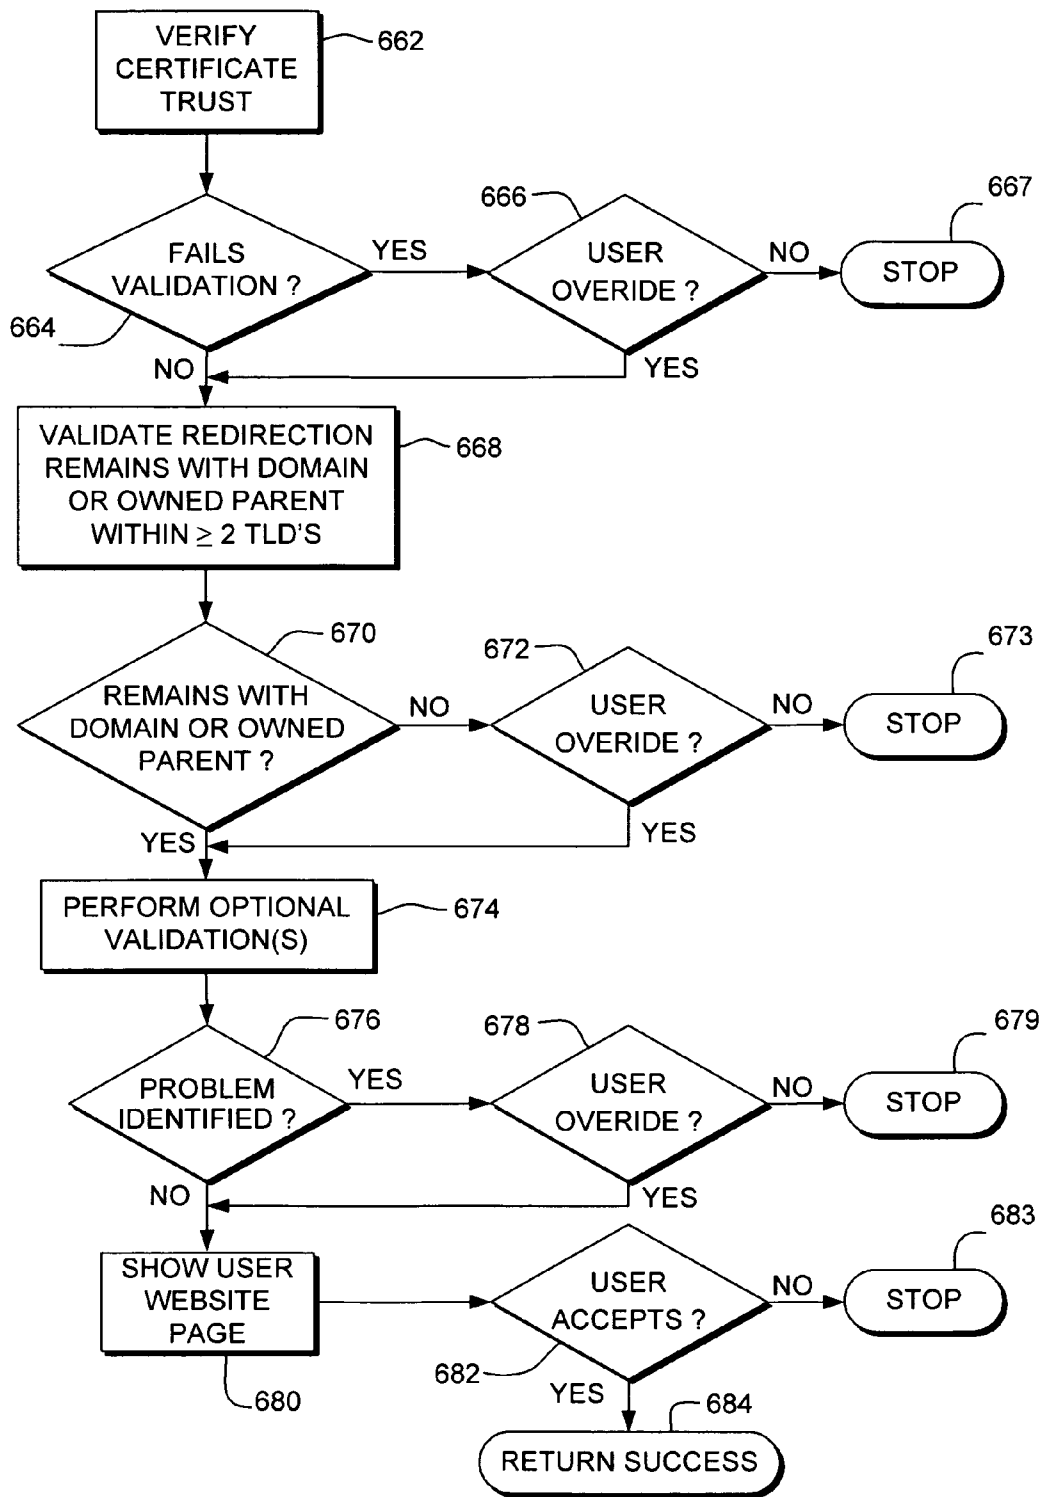 VERIFY
CERTIFICATE
TRUST
662
FAILS
VALIDATION ?
664
YES
666
USER
OVERIDE ?
NO
667
STOP
NO
YES
VALIDATE REDIRECTION
REMAINS WITH DOMAIN
OR OWNED PARENT
WITHIN ≥ 2 TLD'S
668
670
REMAINS WITH
DOMAIN OR OWNED
PARENT ?
NO
672
USER
OVERIDE ?
NO
673
STOP
YES
YES
PERFORM OPTIONAL
VALIDATION(S)
674
676
PROBLEM
IDENTIFIED ?
YES
678
USER
OVERRIDE ?
NO
679
STOP
NO
YES
SHOW USER
WEBSITE
PAGE
680
USER
ACCEPTS ?
682
NO
683
STOP
YES
684
RETURN SUCCESS